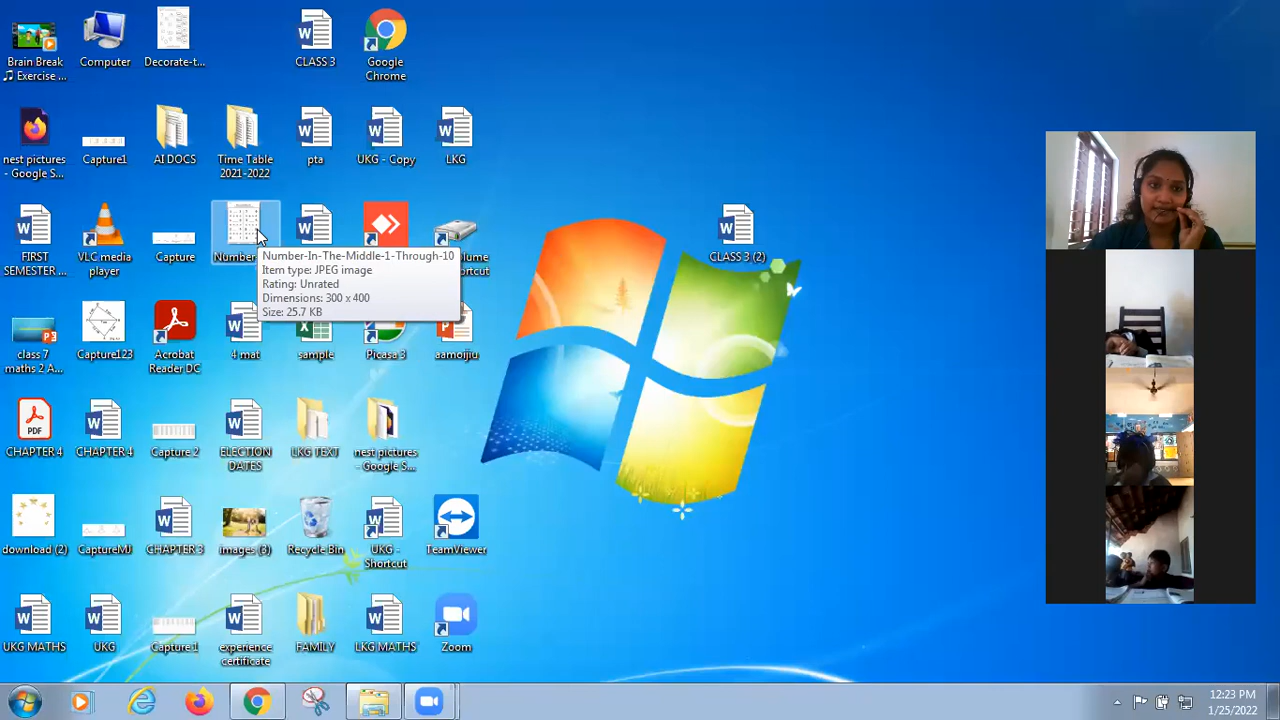 Brain Break
♫ Exercise ...
Computer
Decorate-t...
CLASS 3
Google
Chrome
nest pictures
- Google S...
Capture1
AI DOCS
Time Table
2021-2022
pta
UKG - Copy
LKG
FIRST
SEMESTER ...
VLC media
player
Capture
Number-
CLASS 3 (2)
Number-In-The-Middle-1-Through-10
Item type: JPEG image
Rating: Unrated
Dimensions: 300 x 400
Size: 25.7 KB
class 7
maths 2 A...
Capture123
Acrobat
Reader DC
4 mat
sample
Picasa 3
aamoijiu
PDF
CHAPTER 4
CHAPTER 4
Capture 2
ELECTION
DATES
LKG TEXT
nest pictures
- Google S...
download (2)
CaptureMJ
CHAPTER 3
images (3)
Recycle Bin
UKG -
Shortcut
TeamViewer
UKG MATHS
UKG
Capture 1
experience
certificate
FAMILY
LKG MATHS
Zoom
12:23 PM
1/25/2022